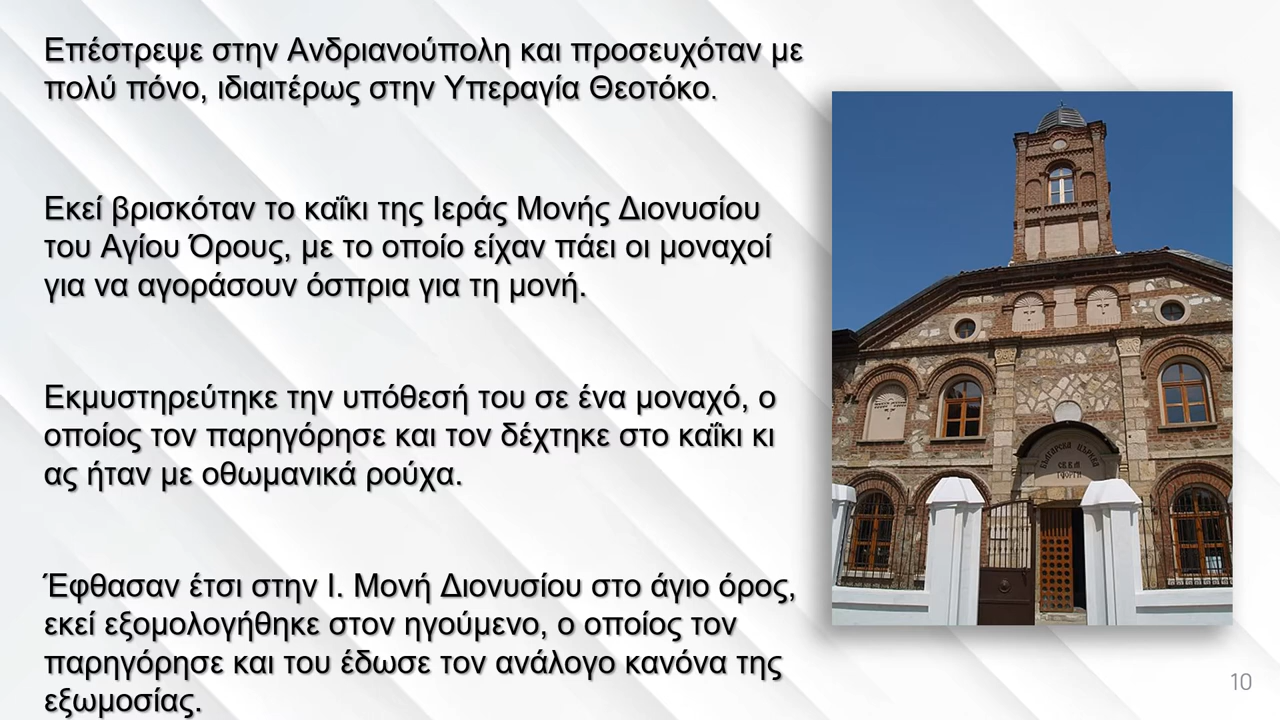 Επέστρεψε στην Ανδριανούπολη και προσευχόταν με
πολύ πόνο, ιδιαιτέρως στην Υπεραγία Θεοτόκο.
Εκεί βρισκόταν το καΐκι της Ιεράς Μονής Διονυσίου
του Αγίου Όρους, με το οποίο είχαν πάει οι μοναχοί
για να αγοράσουν όσπρια για τη μονή.
Εκμυστηρεύτηκε την υπόθεσή του σε ένα μοναχό, ο
οποίος τον παρηγόρησε και τον δέχτηκε στο καΐκι κι
ας ήταν με οθωμανικά ρούχα.
Έφθασαν έτσι στην Ι. Μονή Διονυσίου στο άγιο όρος,
εκεί εξομολογήθηκε στον ηγούμενο, ο οποίος τον
παρηγόρησε και του έδωσε τον ανάλογο κανόνα της
εξωμοσίας.
БЪЛГАРСКА ЦЪРКВА
10